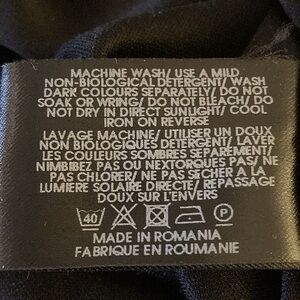 MACHINE WASH/ USE A MILD
NON-BIOLOGICAL DETERGENT/ WASH
DARK COLOURS SEPARATELY/ DO NOT
SOAK OR WRING/ DO NOT BLEACH/ DO
NOT DRY IN DIRECT SUNLIGHT/ COOL
IRON ON REVERSE
LAVAGE MACHINE/ UTILISER UN DOUX
NON BIOLOGIQUES DETERGENT/ LAVER
LES COULEURS SOMBRES SEPAREMENT/
NIMBIBEZ PAS OU NEXTORQUES PAS/ NE
PAS CHLORER/ NE PAS SECHER A LA
LUMIERE SOLAIRE DIRECTE/ REPASSAGE
DOUX SUR L'ENVERS
40 P
MADE IN ROMANIA
FABRIQUE EN ROUMANIE